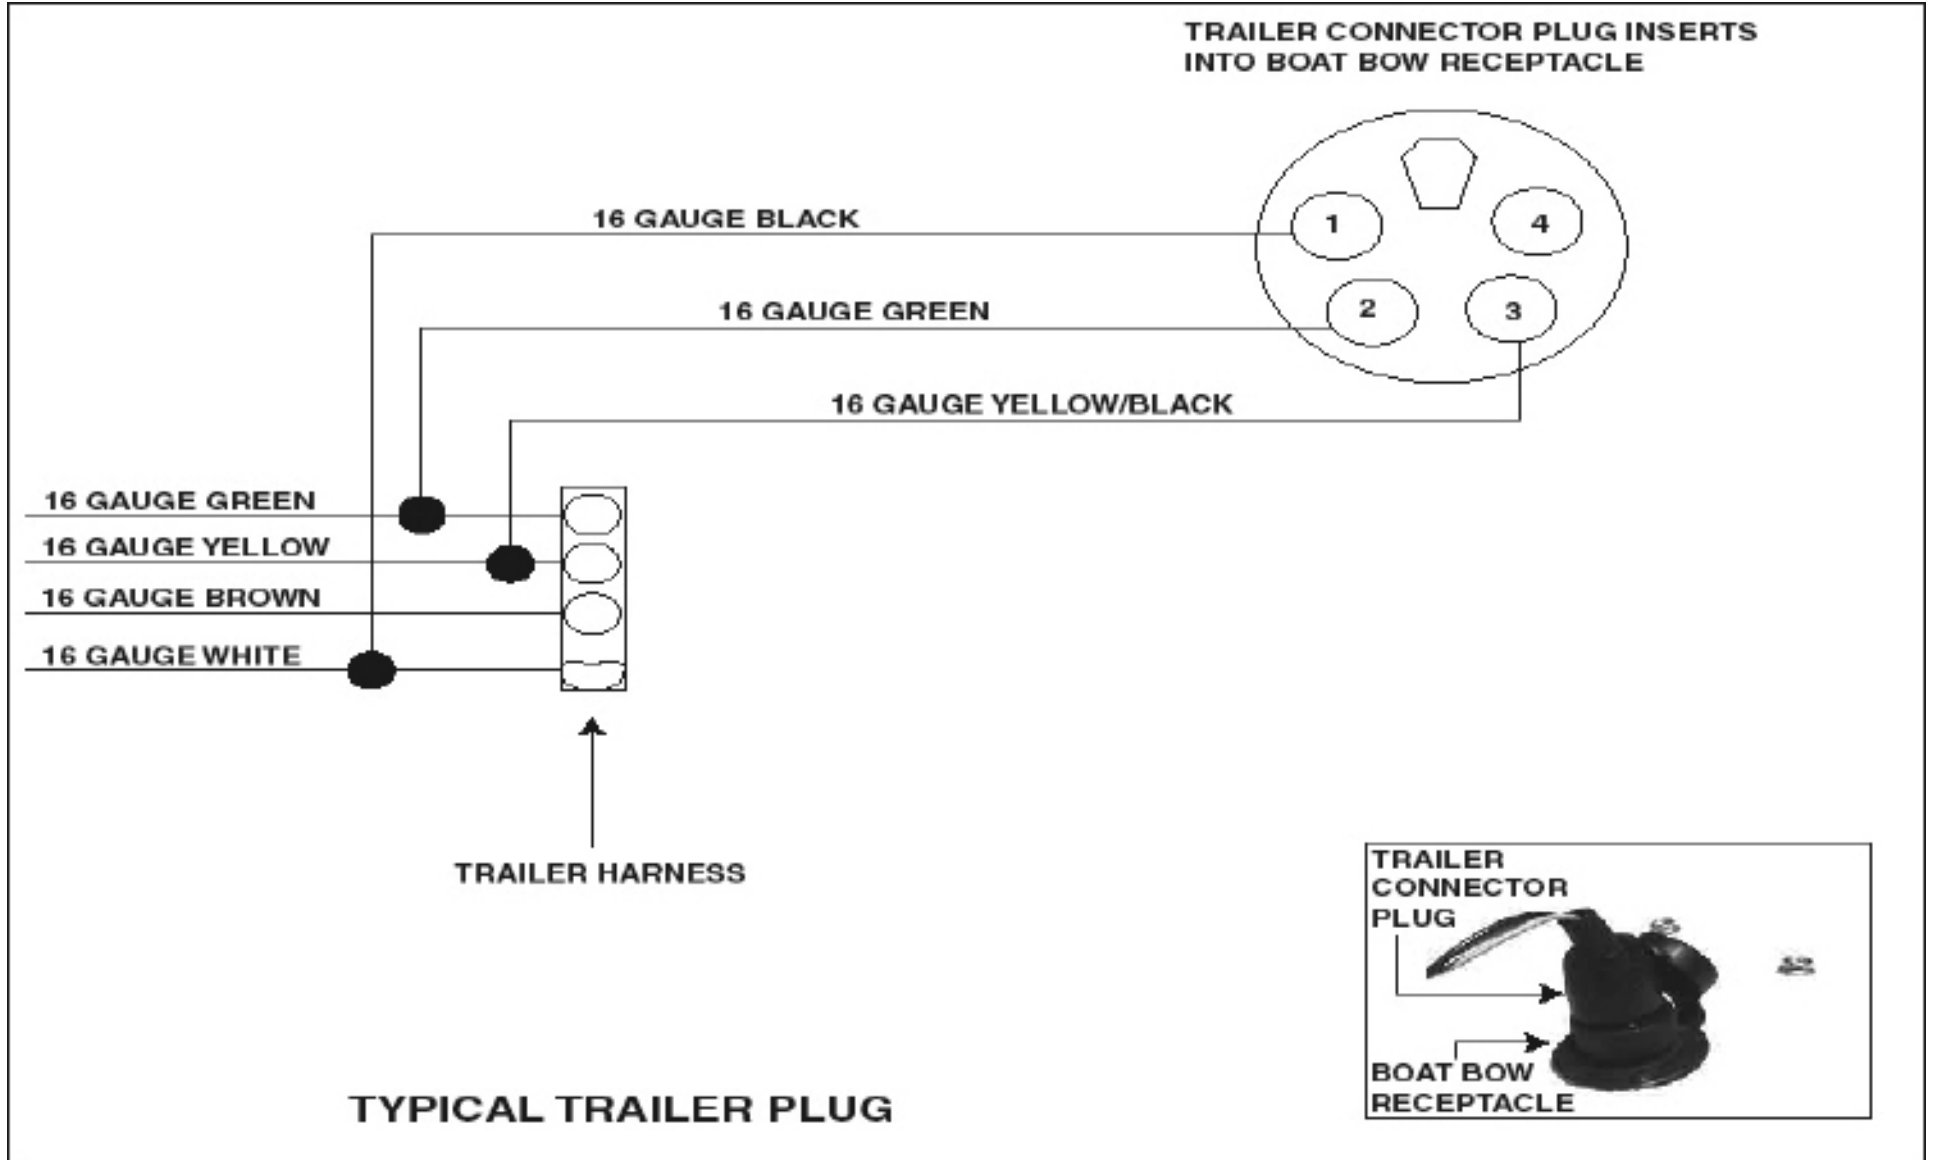 TRAILER CONNECTOR PLUG INSERTS
INTO BOAT BOW RECEPTACLE
16 GAUGE BLACK
1
4
16 GAUGE GREEN
2
3
16 GAUGE YELLOW/BLACK
16 GAUGE GREEN
16 GAUGE YELLOW
16 GAUGE BROWN
16 GAUGE WHITE
TRAILER HARNESS
TRAILER
CONNECTOR
PLUG
BOAT BOW
RECEPTACLE
TYPICAL TRAILER PLUG